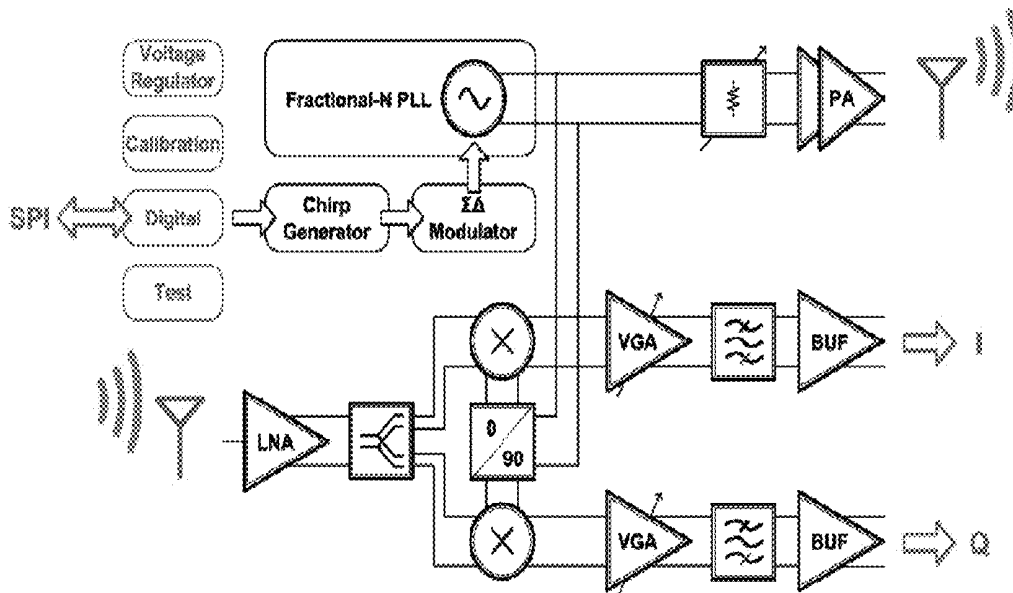 Voltage
Regulator
Fractional-N PLL
PA
Calibration
SPI
Digital
Chirp
Generator
ΣΔ
Modulator
Test
VGA
BUF
I
LNA
0
90
VGA
BUF
Q